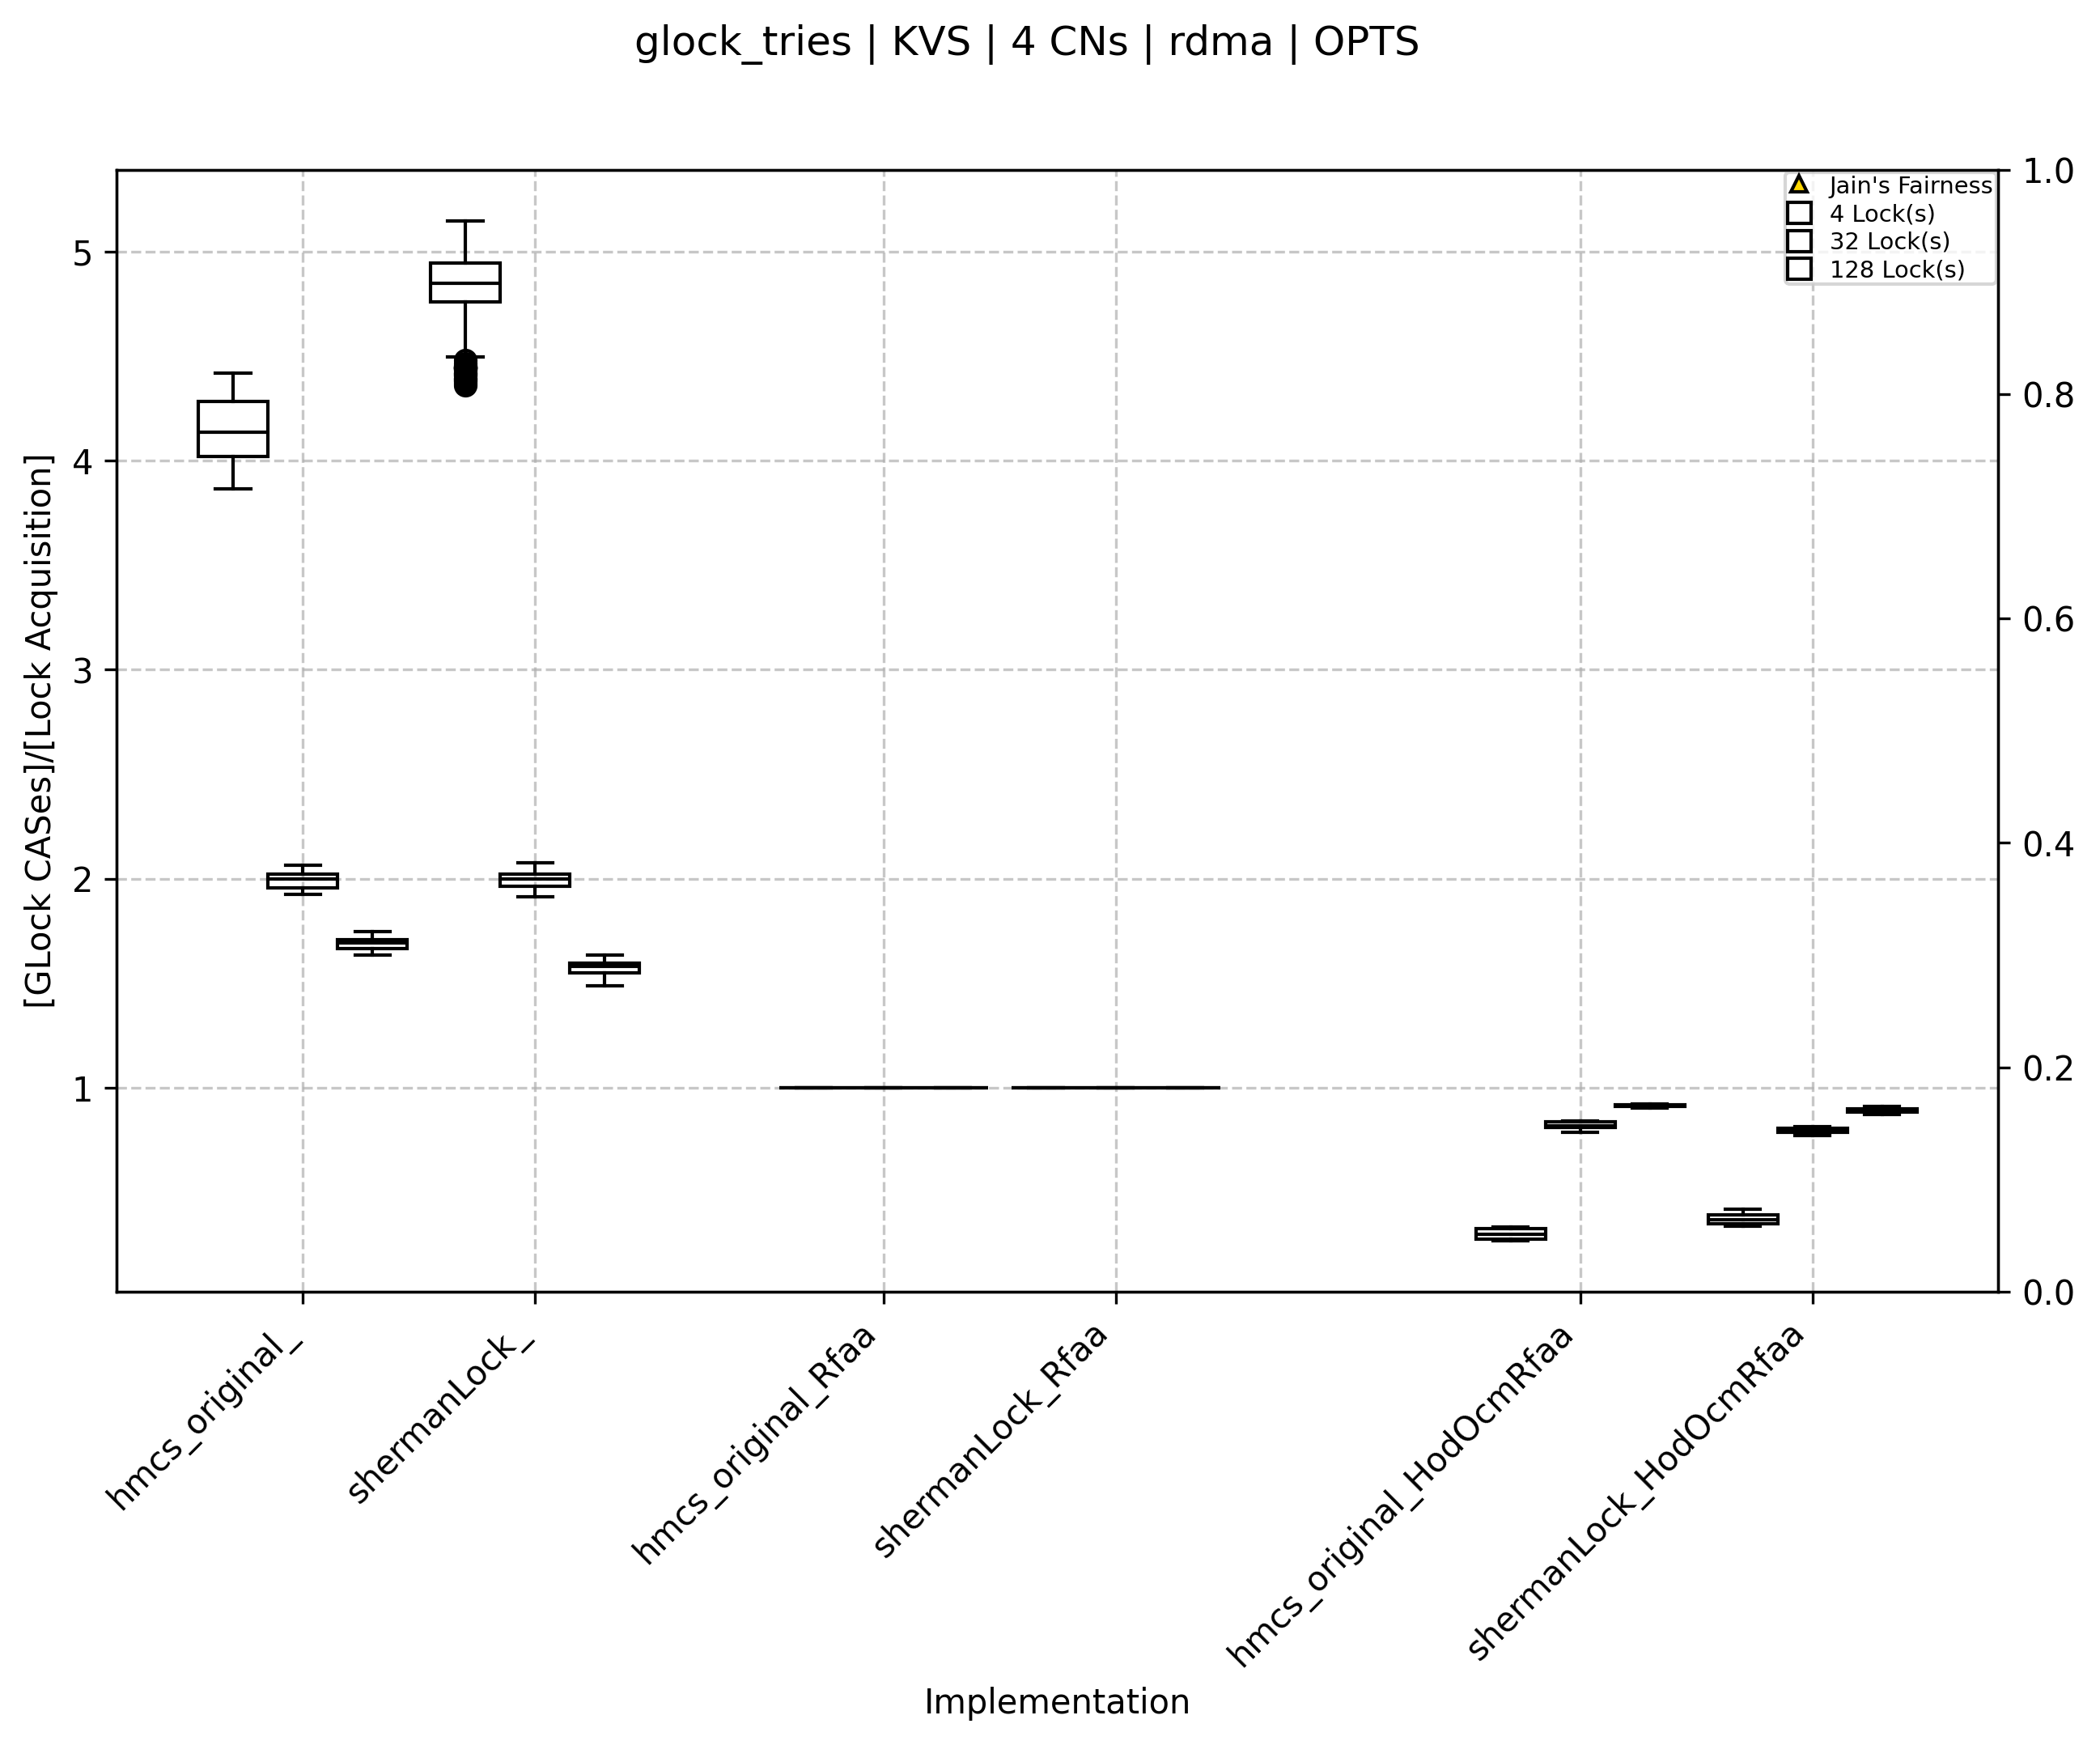 glock_tries | KVS | 4 CNs | rdma | OPTS
Jain's Fairness
4 Lock(s)
32 Lock(s)
128 Lock(s)
[GLock CASes]/[Lock Acquisition]
5
4
3
2
1
1.0
0.8
0.6
0.4
0.2
0.0
hmcs_original_
shermanLock_
hmcs_original_Rfaa
shermanLock_Rfaa
hmcs_original_HodOcmRfaa
shermanLock_HodOcmRfaa
Implementation